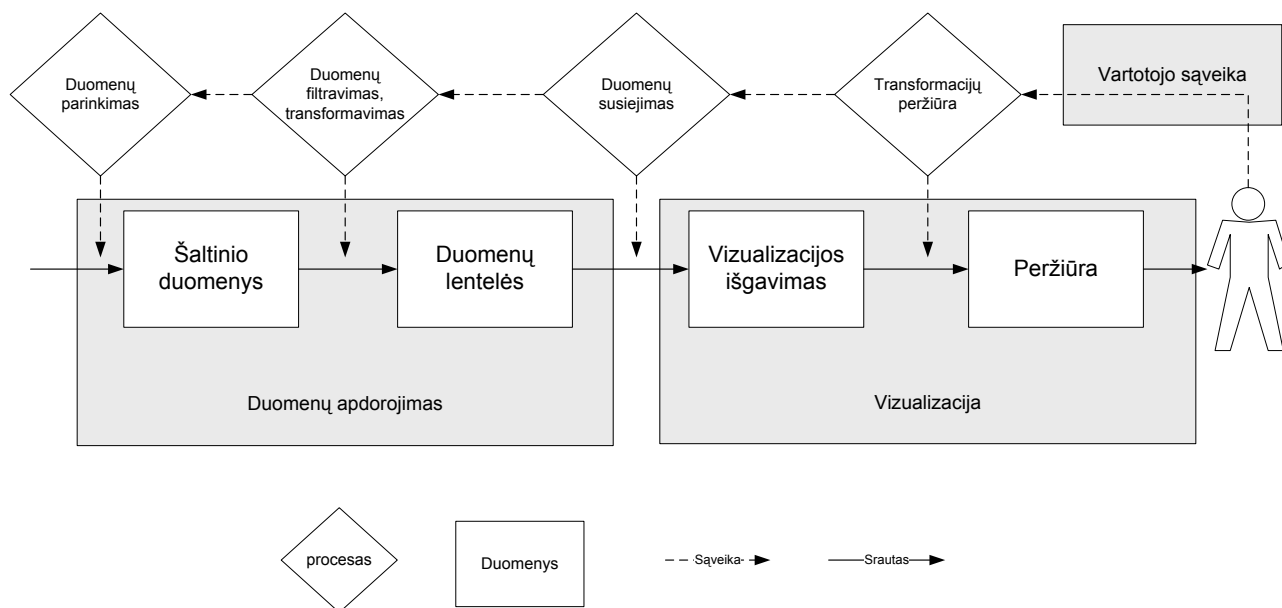 Duomenų
parinkimas
Duomenų
filtravimas,
transformavimas
Duomenų
susiejimas
Transformacijų
peržiūra
Vartotojo sąveika
Šaltinio
duomenys
Duomenų
lentelės
Vizualizacijos
išgavimas
Peržiūra
Duomenų apdorojimas
Vizualizacija
procesas
Duomenys
Sąveika
Srautas